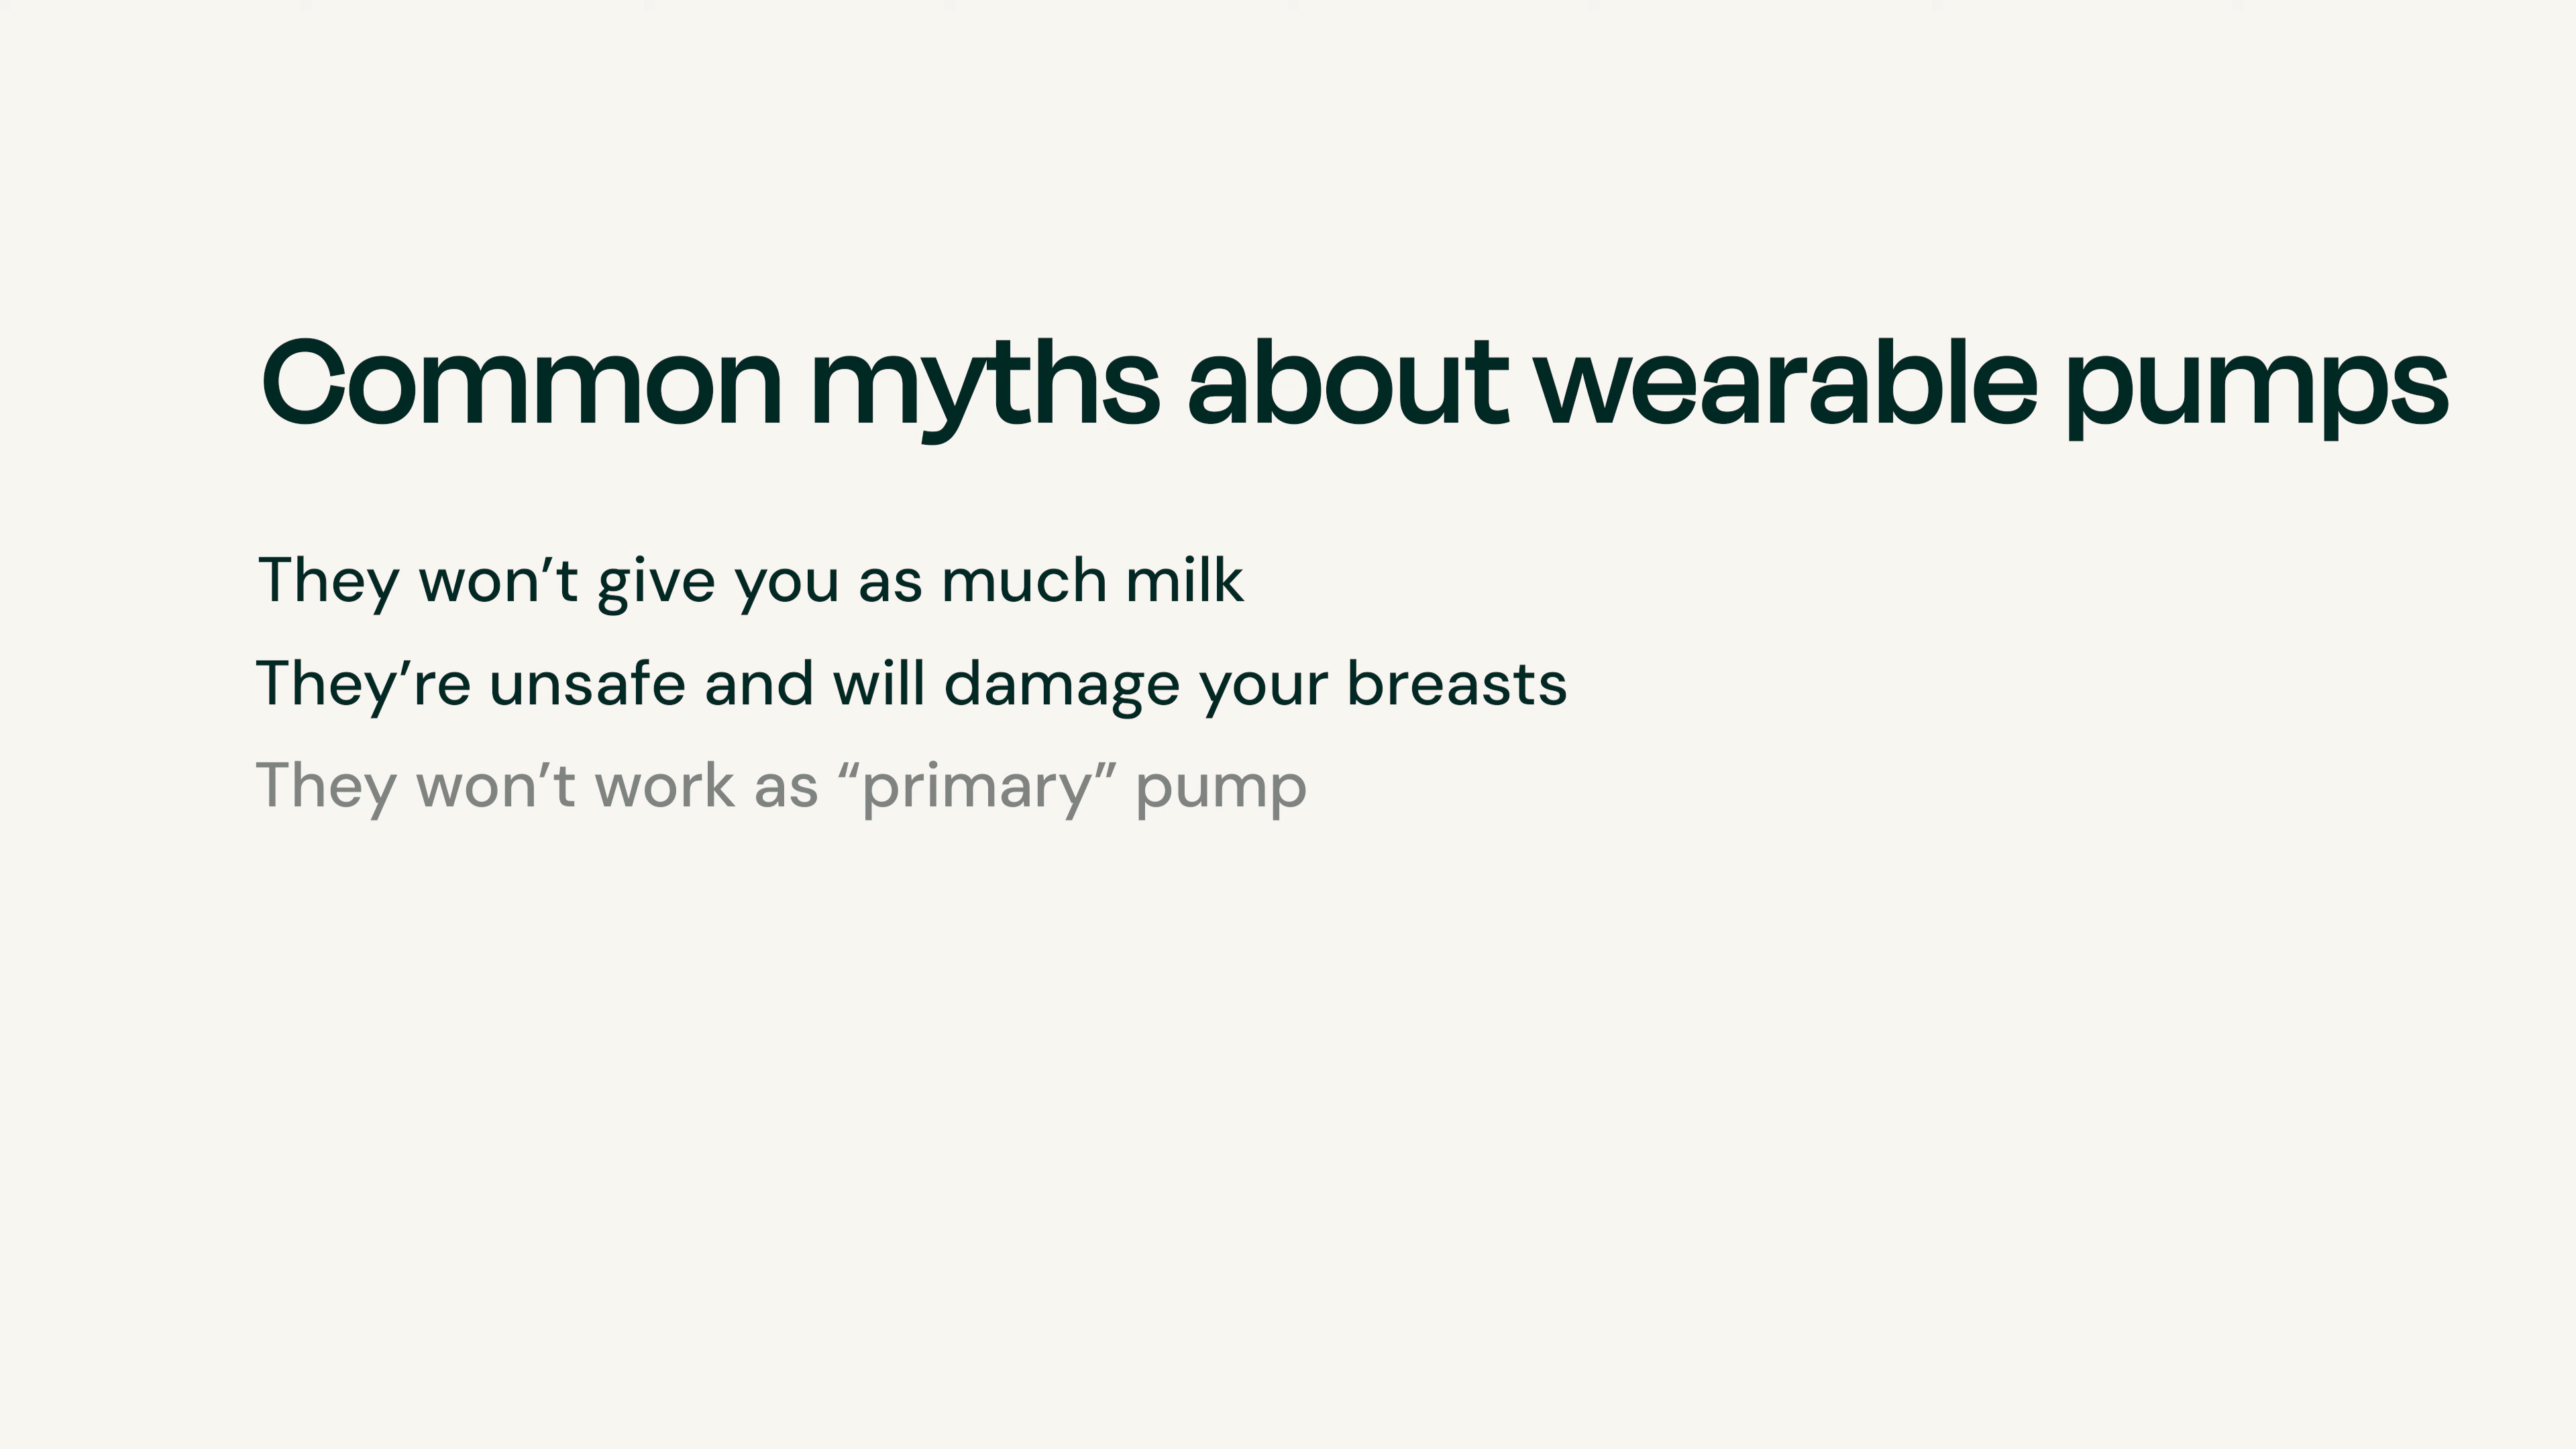 Common myths about wearable pumps
They won’t give you as much milk
They’re unsafe and will damage your breasts
They won’t work as “primary” pump